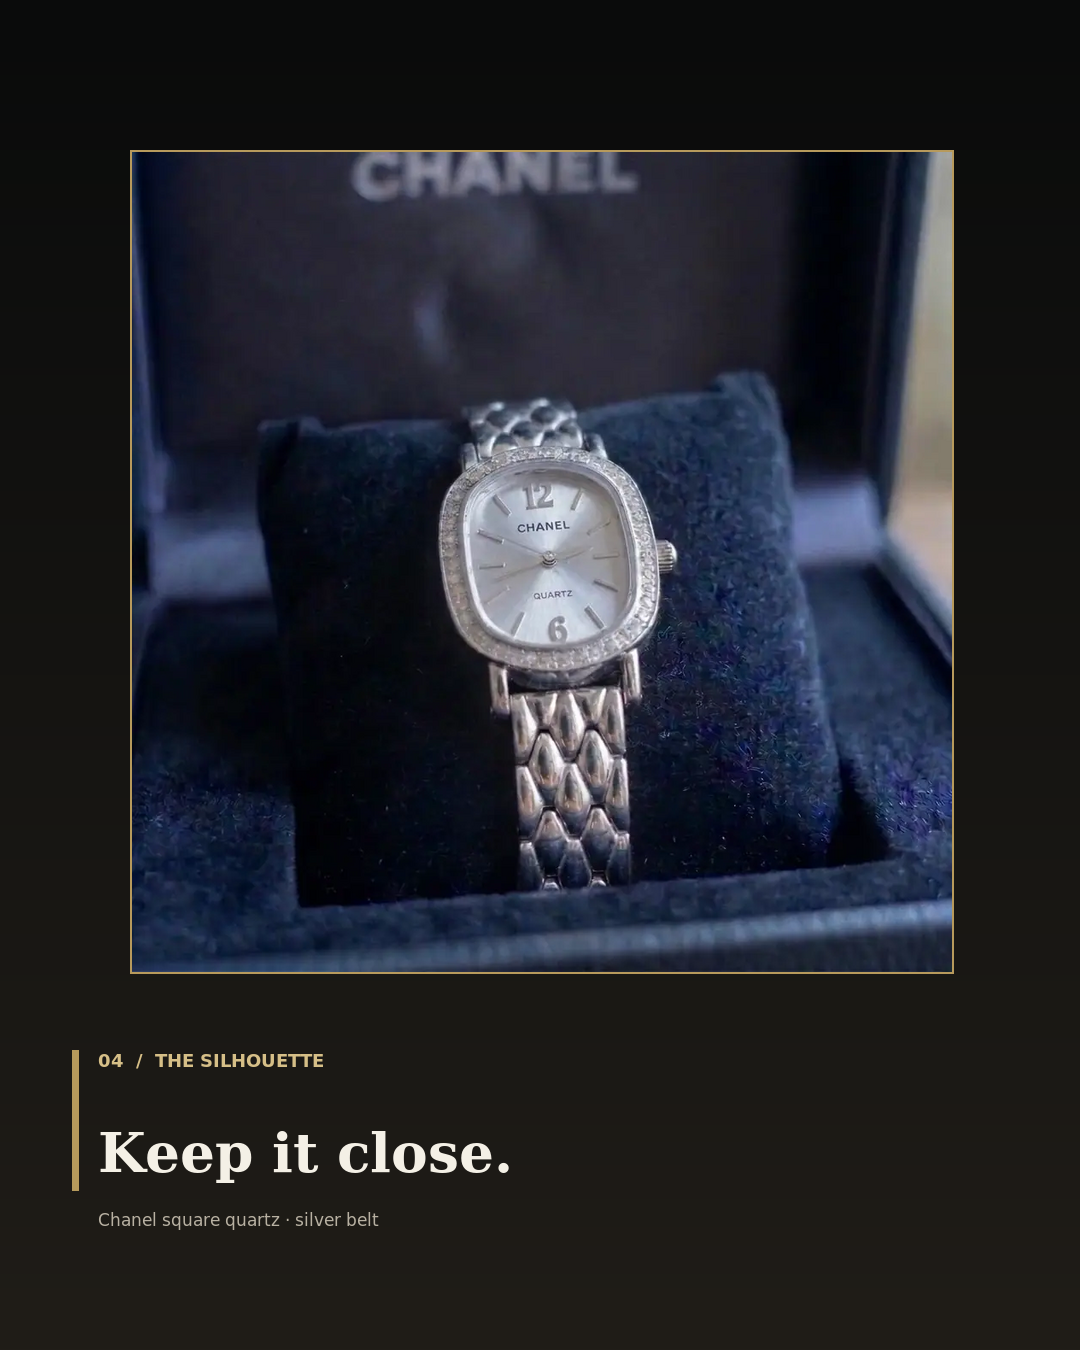 CHANEL
12
CHANEL
QUARTZ
6
04 / THE SILHOUETTE
Keep it close.
Chanel square quartz · silver belt